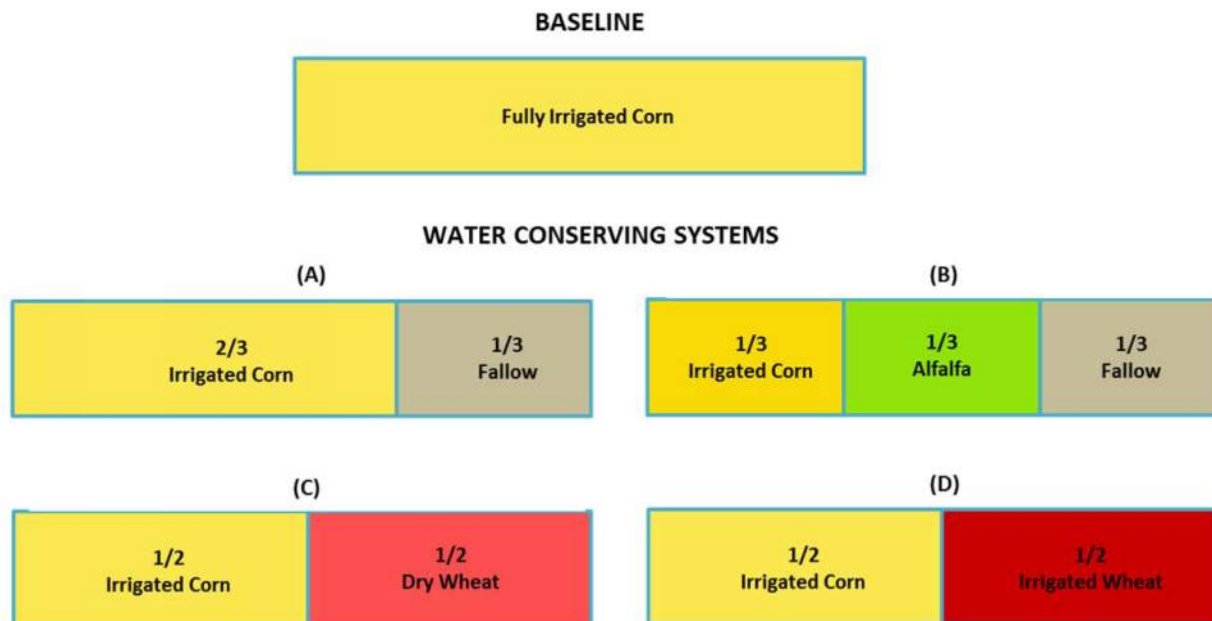 BASELINE
Fully Irrigated Corn
WATER CONSERVING SYSTEMS
(A)
2/3
Irrigated Corn
1/3
Fallow
(B)
1/3
Irrigated Corn
1/3
Alfalfa
1/3
Fallow
(C)
1/2
Irrigated Corn
1/2
Dry Wheat
(D)
1/2
Irrigated Corn
1/2
Irrigated Wheat